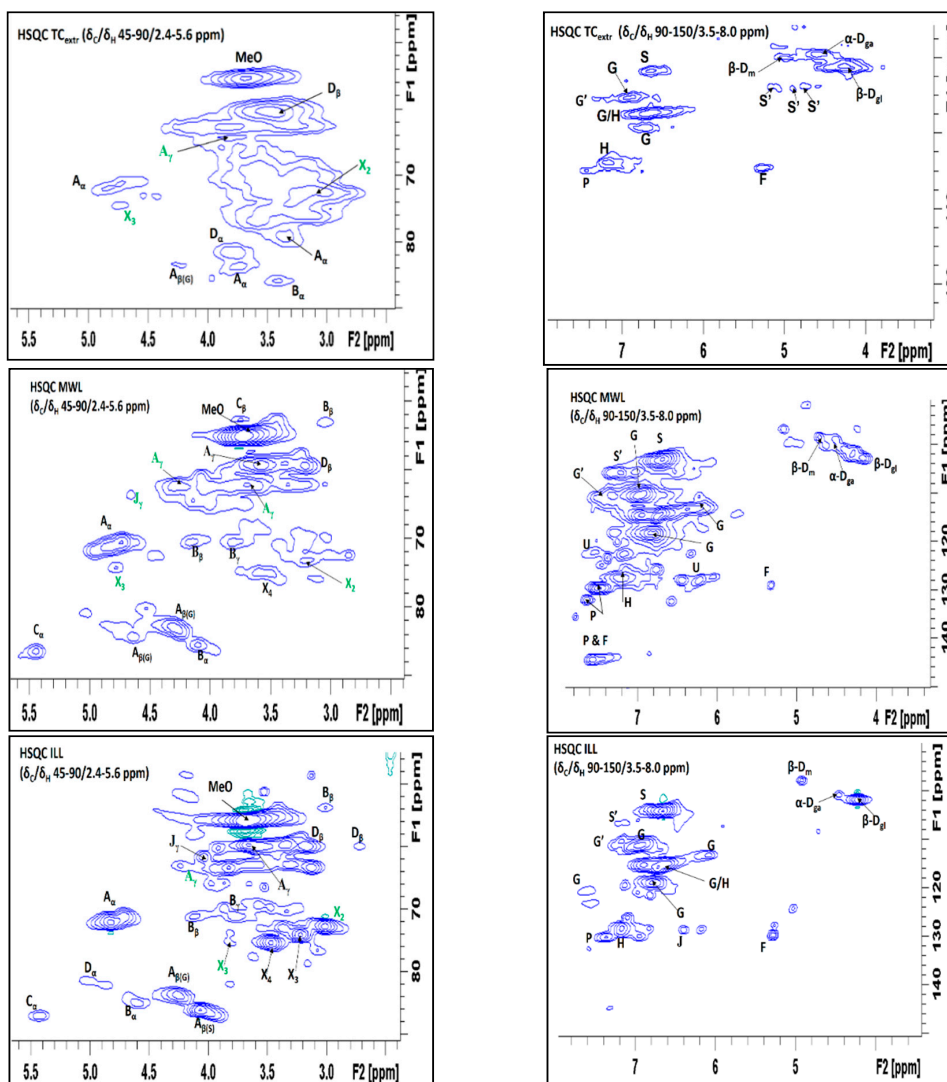 HSQC TCextr (δC/δH 45-90/2.4-5.6 ppm)
MeO
Dβ
Aγ
X2
Aα
X3
Dα
Aα
Aβ(G)
Aα
Bα
70
80
F1 [ppm]
5.5 5.0 4.5 4.0 3.5 3.0 F2 [ppm]
HSQC TCextr (δC/δH 90-150/3.5-8.0 ppm)
α-Dga
β-Dm
S
G
β-Dgl
G'
S' S' S'
G/H
G
H
P
F
F1 [ppm]
7 6 5 4 F2 [ppm]
HSQC MWL
(δC/δH 45-90/2.4-5.6 ppm)
Cβ
Bβ
MeO
Aγ
Dβ
Aγ
Jγ
Aγ
Aα
Bβ
Bγ
X3
X4
X2
Aβ(G)
Cα
Aβ(G)
Bα
70
80
F1 [ppm]
5.5 5.0 4.5 4.0 3.5 3.0 F2 [ppm]
HSQC MWL
(δC/δH 90-150/3.5-8.0 ppm)
S' G S
β-Dm
α-Dga
β-Dgl
G'
G
G
U
U
F
H
P
P & F
120
130
140
F1 [ppm]
7 6 5 4 F2 [ppm]
HSQC ILL
(δC/δH 45-90/2.4-5.6 ppm)
MeO
Bβ
Dβ
Dβ
Jγ
Aγ
Aγ
Aα
Bγ
X2
Bβ
X3
X4
X3
Dα
Aβ(G)
Cα
Bα
Aβ(S)
70
80
F1 [ppm]
5.5 5.0 4.5 4.0 3.5 3.0 F2 [ppm]
HSQC ILL
(δC/δH 90-150/3.5-8.0 ppm)
β-Dm
S
α-Dga
β-Dgl
S'
G' G
G
G/H
G
G
P H
J
F
120
130
140
F1 [ppm]
7 6 5 4 F2 [ppm]